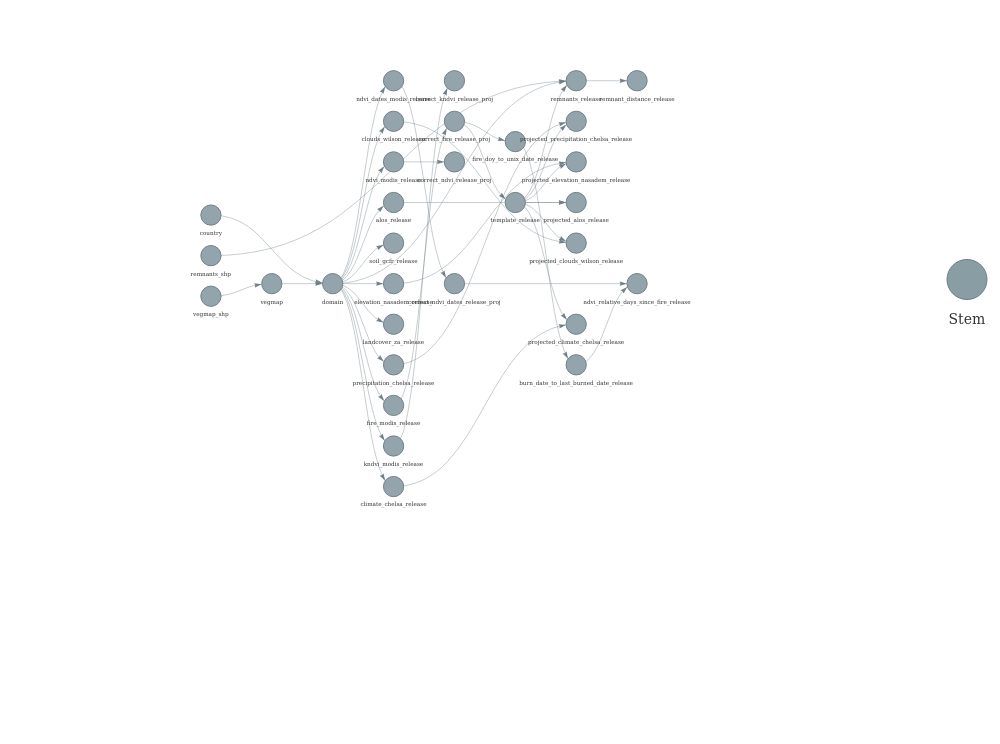 ndvi_dates_modis_release
correct_kndvi_release_proj
remnants_release
remnant_distance_release
clouds_wilson_release
correct_fire_release_proj
projected_precipitation_chelsa_release
fire_doy_to_unix_date_release
ndvi_modis_release
correct_ndvi_release_proj
projected_elevation_nasadem_release
alos_release
template_release
projected_alos_release
country
soil_gcfr_release
projected_clouds_wilson_release
remnants_shp
vegmap
domain
elevation_nasadem_release
correct_ndvi_dates_release_proj
ndvi_relative_days_since_fire_release
vegmap_shp
Stem
landcover_za_release
projected_climate_chelsa_release
precipitation_chelsa_release
burn_date_to_last_burned_date_release
fire_modis_release
kndvi_modis_release
climate_chelsa_release